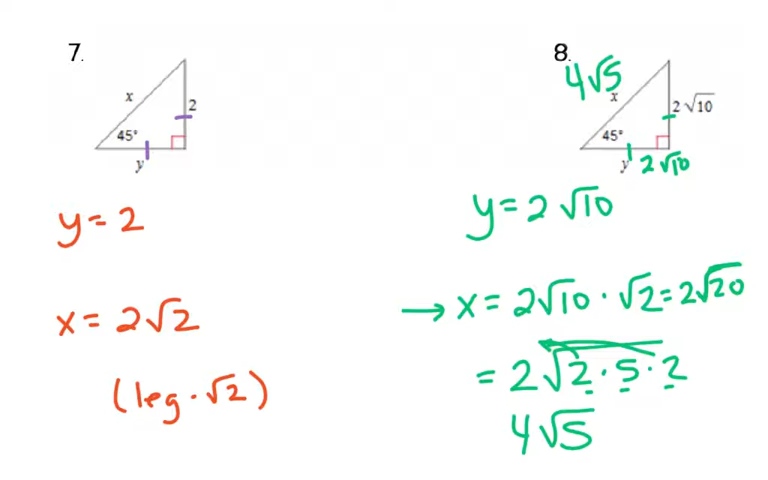 7.
x
2
45°
y
y = 2
x = 2√2
(leg · √2)
8.
4√5
x
2√10
45°
y
2√10
y = 2√10
→ x = 2√10 · √2 = 2√20
= 2√2 · 5 · 2
4√5